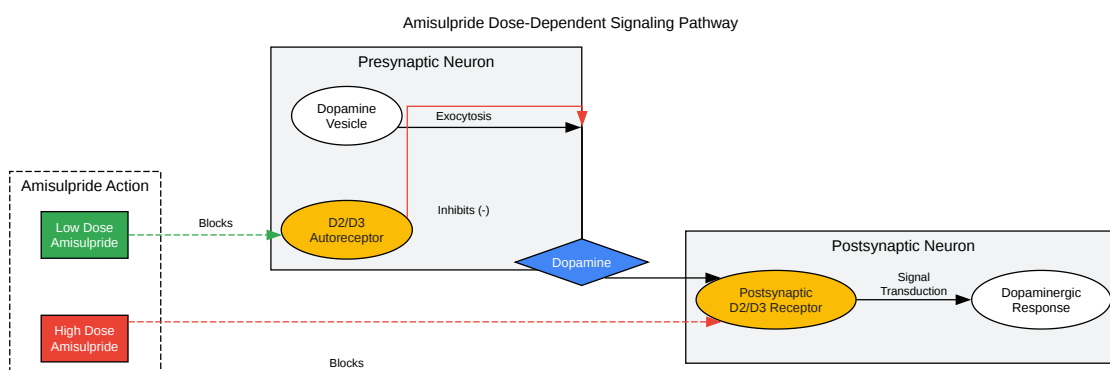 Amisulpride Dose-Dependent Signaling Pathway
Presynaptic Neuron
Dopamine
Vesicle
Exocytosis
Amisulpride Action
Low Dose
Amisulpride
Blocks
D2/D3
Autoreceptor
Inhibits (-)
Dopamine
Postsynaptic Neuron
Postsynaptic
D2/D3 Receptor
Signal
Transduction
Dopaminergic
Response
High Dose
Amisulpride
Blocks